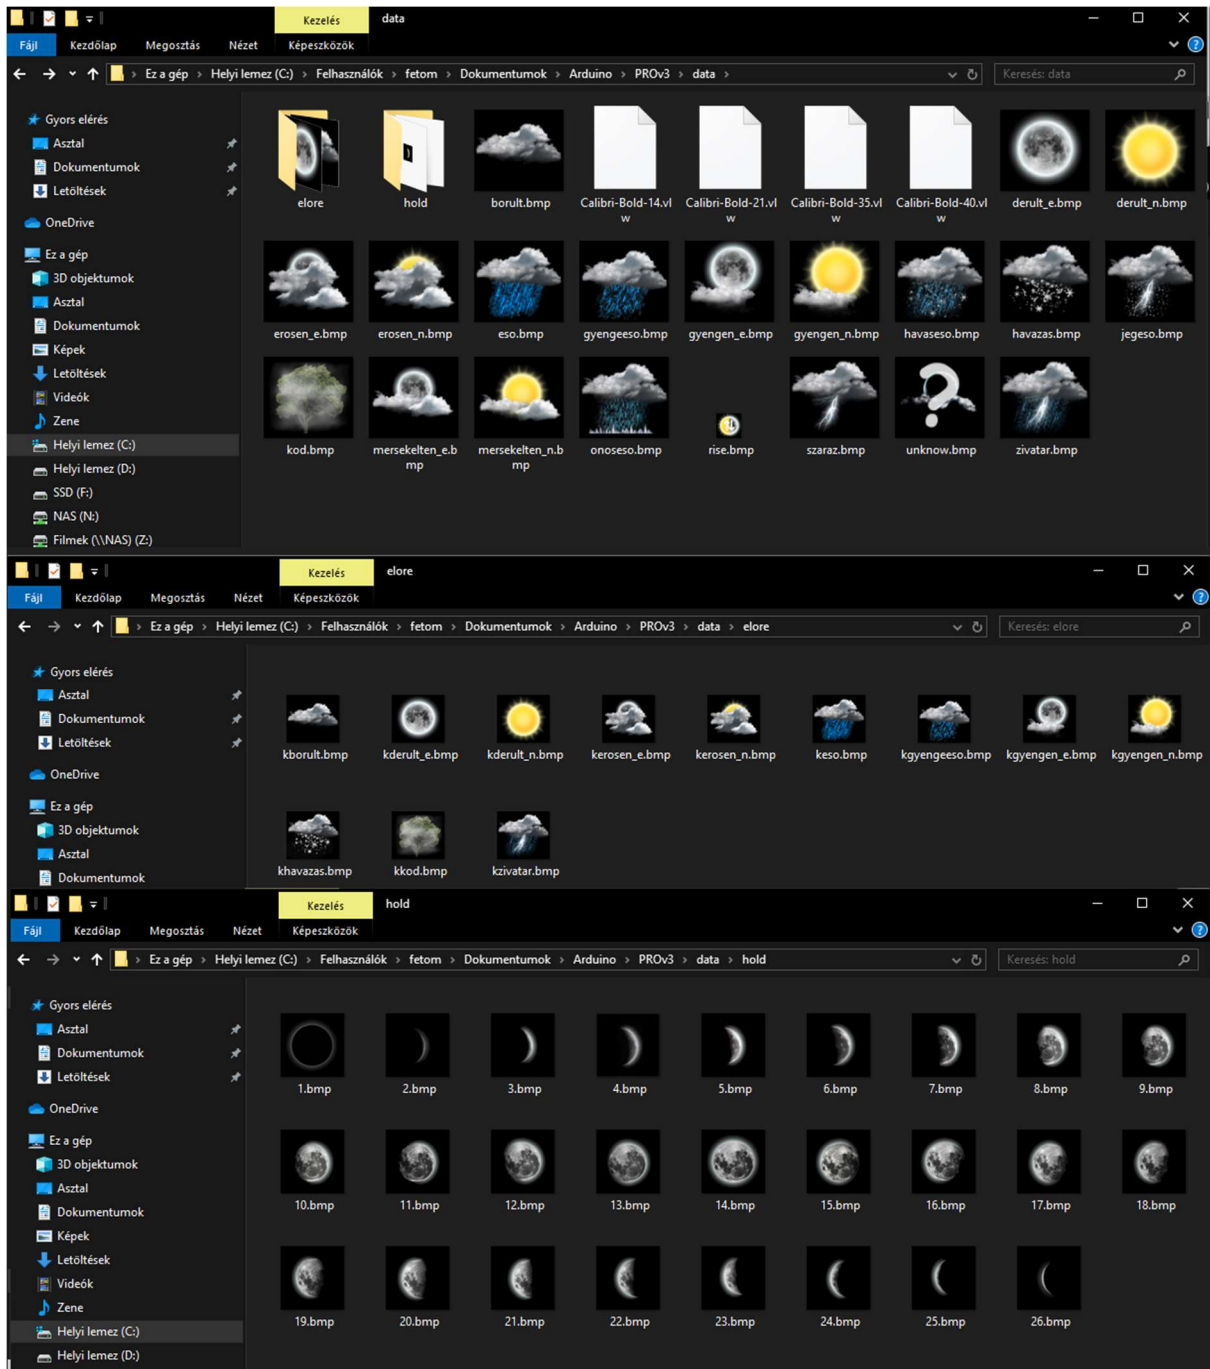 Kezelés data
Fájl Kezdőlap Megosztás Nézet Képeszközök
Ez a gép › Helyi lemez (C:) › Felhasználók › fetom › Dokumentumok › Arduino › PROv3 › data › Keresés: data
Gyors elérés
Asztal
Dokumentumok
Letöltések
OneDrive
Ez a gép
3D objektumok
Asztal
Dokumentumok
Képek
Letöltések
Videók
Zene
Helyi lemez (C:)
Helyi lemez (D:)
SSD (F:)
NAS (N:)
Filmek (\\NAS) (Z:)
elore hold borult.bmp Calibri-Bold-14.vlw Calibri-Bold-21.vlw Calibri-Bold-35.vlw Calibri-Bold-40.vlw derult_e.bmp derult_n.bmp
erosen_e.bmp erosen_n.bmp eso.bmp gyengeeso.bmp gyengen_e.bmp gyengen_n.bmp havaseso.bmp havazas.bmp jegeso.bmp
kod.bmp mersekelten_e.bmp mersekelten_n.bmp onoseso.bmp rise.bmp szaraz.bmp unknow.bmp zivatar.bmp
Kezelés elore
Fájl Kezdőlap Megosztás Nézet Képeszközök
Ez a gép › Helyi lemez (C:) › Felhasználók › fetom › Dokumentumok › Arduino › PROv3 › data › elore Keresés: elore
Gyors elérés
Asztal
Dokumentumok
Letöltések
OneDrive
Ez a gép
3D objektumok
Asztal
Dokumentumok
kborult.bmp kderult_e.bmp kderult_n.bmp kerosen_e.bmp kerosen_n.bmp keso.bmp kgyengeeso.bmp kgyengen_e.bmp kgyengen_n.bmp
khavazas.bmp kkod.bmp kzivatar.bmp
Kezelés hold
Fájl Kezdőlap Megosztás Nézet Képeszközök
Ez a gép › Helyi lemez (C:) › Felhasználók › fetom › Dokumentumok › Arduino › PROv3 › data › hold Keresés: hold
Gyors elérés
Asztal
Dokumentumok
Letöltések
OneDrive
Ez a gép
3D objektumok
Asztal
Dokumentumok
Képek
Letöltések
Videók
Zene
Helyi lemez (C:)
Helyi lemez (D:)
1.bmp 2.bmp 3.bmp 4.bmp 5.bmp 6.bmp 7.bmp 8.bmp 9.bmp
10.bmp 11.bmp 12.bmp 13.bmp 14.bmp 15.bmp 16.bmp 17.bmp 18.bmp
19.bmp 20.bmp 21.bmp 22.bmp 23.bmp 24.bmp 25.bmp 26.bmp